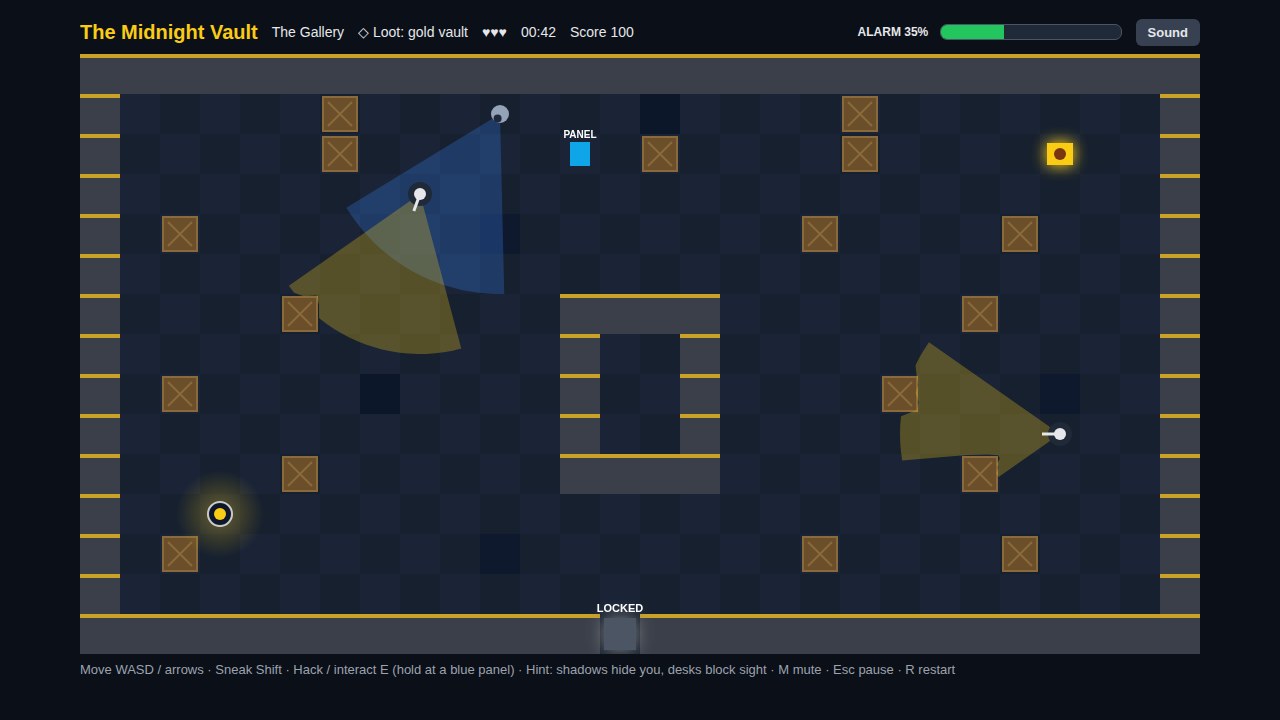 The Midnight Vault The Gallery ◇ Loot: gold vault ♥♥♥ 00:42 Score 100 ALARM 35% Sound
PANEL
LOCKED
Move WASD / arrows · Sneak Shift · Hack / interact E (hold at a blue panel) · Hint: shadows hide you, desks block sight · M mute · Esc pause · R restart